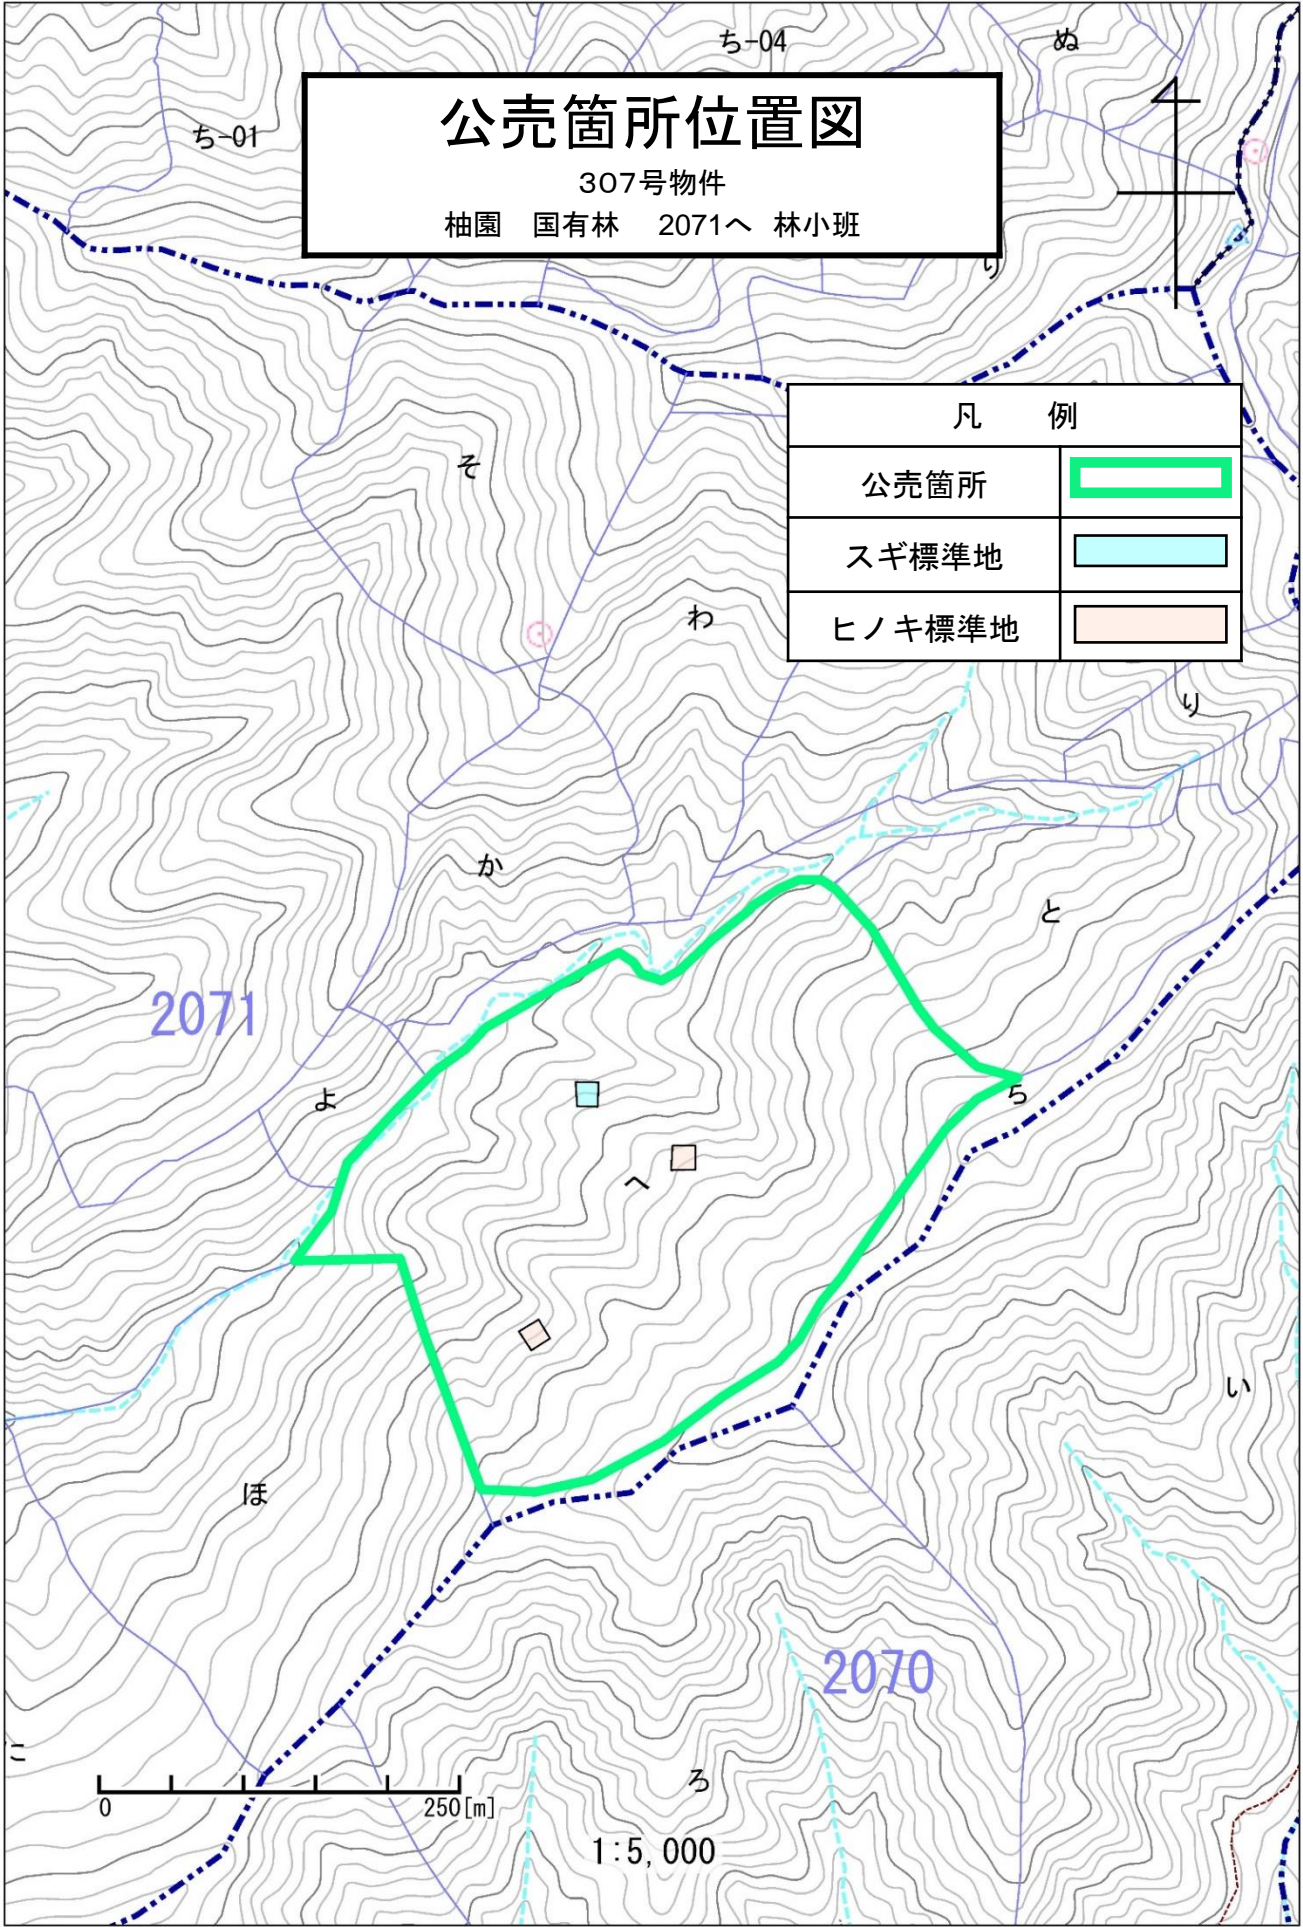 ち-04
ぬ
ち-01
公売箇所位置図
307号物件
柚園 国有林 2071へ 林小班
り
凡 例
公売箇所
スギ標準地
ヒノキ標準地
そ
わ
り
か
と
2071
よ
ち
へ
い
ほ
2070
に
ろ
0 250[m]
1:5,000